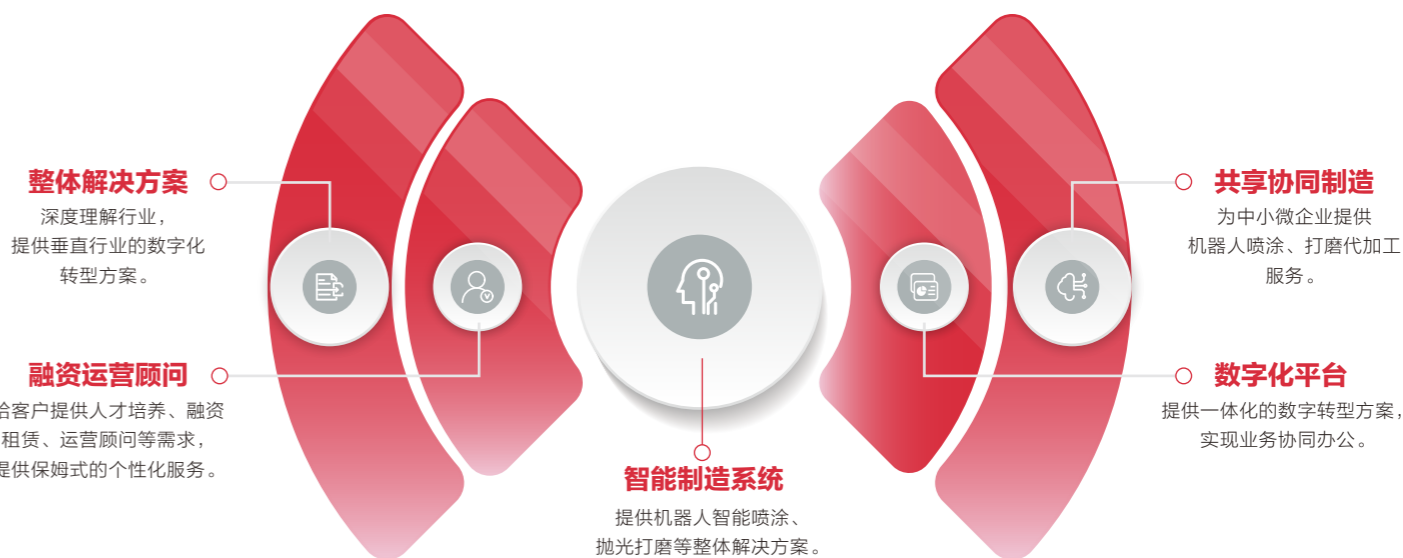 整体解决方案
深度理解行业，
提供垂直行业的数字化
转型方案。
融资运营顾问
给客户提供人才培养、融资
租赁、运营顾问等需求，
提供保姆式的个性化服务。
智能制造系统
提供机器人智能喷涂、
抛光打磨等整体解决方案。
共享协同制造
为中小微企业提供
机器人喷涂、打磨代加工
服务。
数字化平台
提供一体化的数字转型方案，
实现业务协同办公。